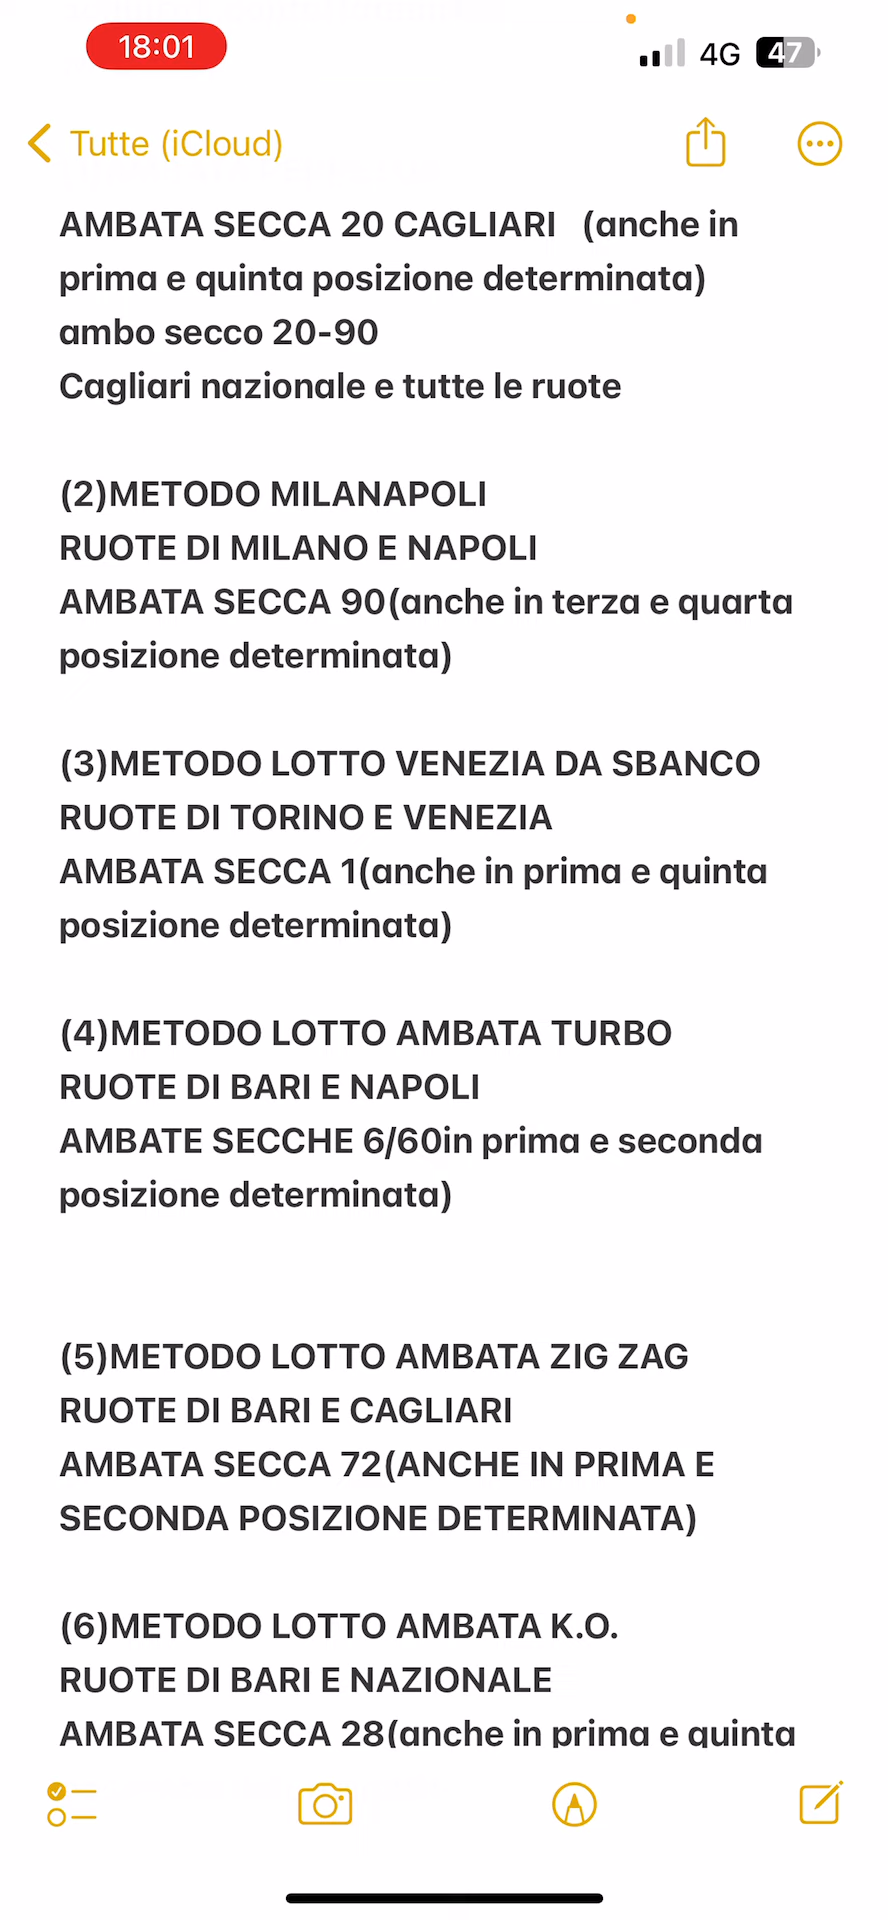 18:01
4G
47
Tutte (iCloud)
AMBATA SECCA 20 CAGLIARI (anche in
prima e quinta posizione determinata)
ambo secco 20-90
Cagliari nazionale e tutte le ruote
(2)METODO MILANAPOLI
RUOTE DI MILANO E NAPOLI
AMBATA SECCA 90(anche in terza e quarta
posizione determinata)
(3)METODO LOTTO VENEZIA DA SBANCO
RUOTE DI TORINO E VENEZIA
AMBATA SECCA 1(anche in prima e quinta
posizione determinata)
(4)METODO LOTTO AMBATA TURBO
RUOTE DI BARI E NAPOLI
AMBATE SECCHE 6/60in prima e seconda
posizione determinata)
(5)METODO LOTTO AMBATA ZIG ZAG
RUOTE DI BARI E CAGLIARI
AMBATA SECCA 72(ANCHE IN PRIMA E
SECONDA POSIZIONE DETERMINATA)
(6)METODO LOTTO AMBATA K.O.
RUOTE DI BARI E NAZIONALE
AMBATA SECCA 28(anche in prima e quinta